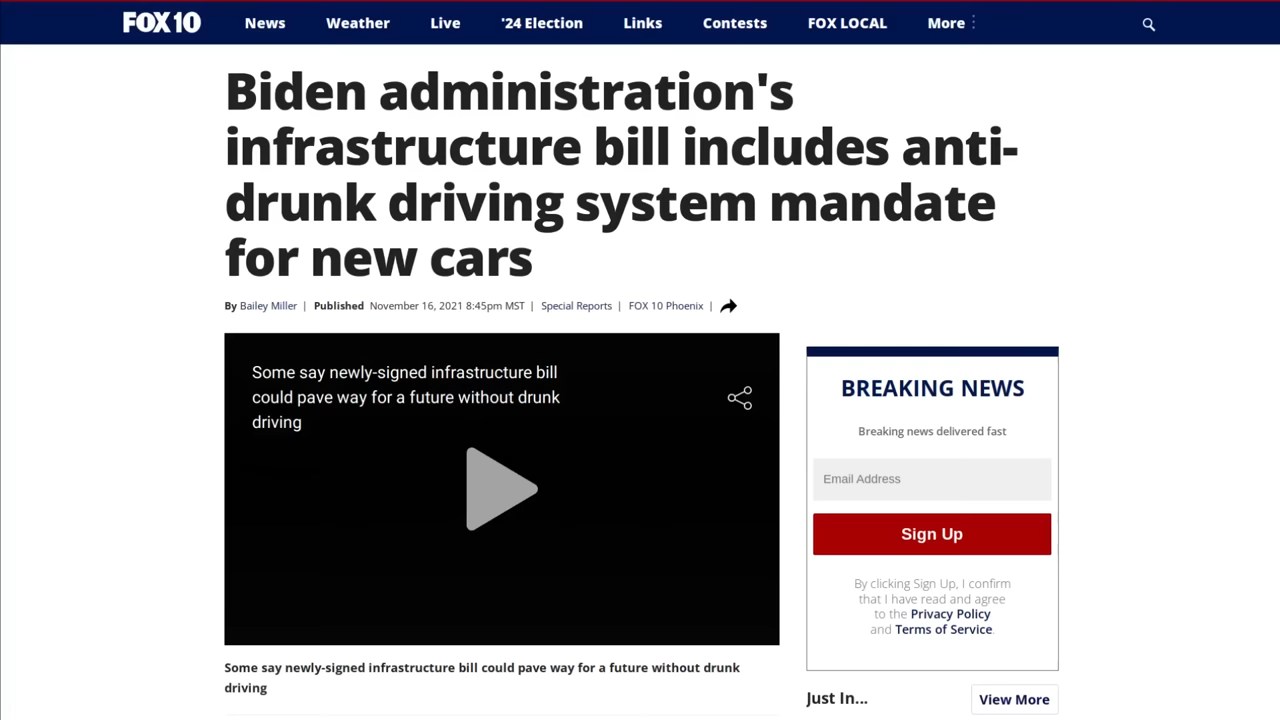 FOX 10 News Weather Live '24 Election Links Contests FOX LOCAL More
Biden administration's
infrastructure bill includes anti-
drunk driving system mandate
for new cars
By Bailey Miller | Published November 16, 2021 8:45pm MST | Special Reports | FOX 10 Phoenix |
Some say newly-signed infrastructure bill
could pave way for a future without drunk
driving
Some say newly-signed infrastructure bill could pave way for a future without drunk
driving
BREAKING NEWS
Breaking news delivered fast
Email Address
Sign Up
By clicking Sign Up, I confirm
that I have read and agree
to the Privacy Policy
and Terms of Service.
Just In... View More